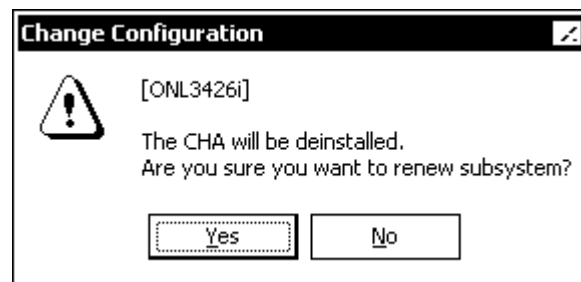 Change Configuration
[ONL3426i]
The CHA will be deinstalled.
Are you sure you want to renew subsystem?
Yes
No